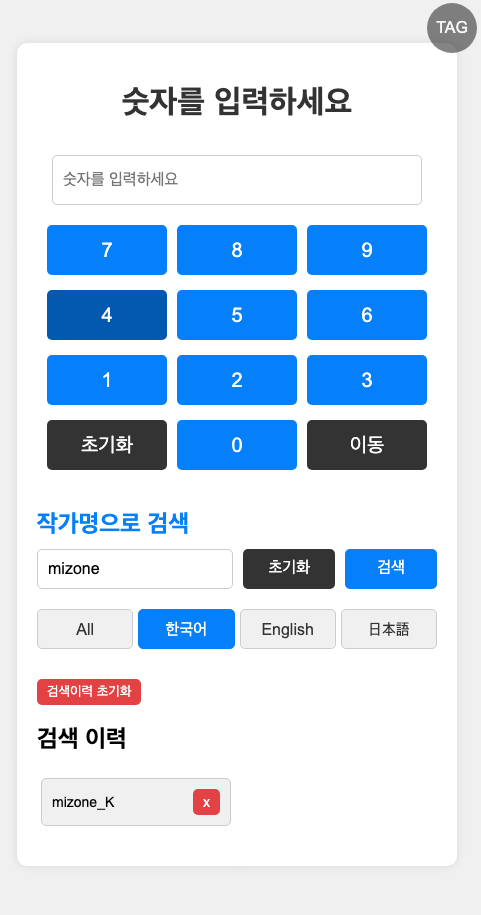 TAG
숫자를 입력하세요
숫자를 입력하세요
7 8 9
4 5 6
1 2 3
초기화 0 이동
작가명으로 검색
mizone 초기화 검색
All 한국어 English 日本語
검색이력 초기화
검색 이력
mizone_K x